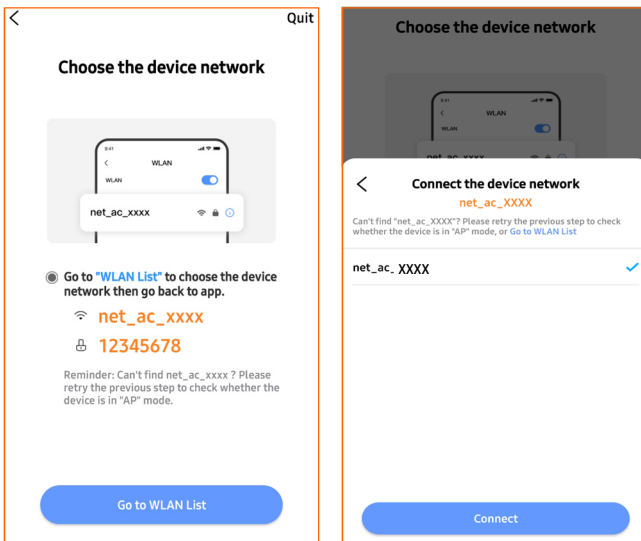 Quit
Choose the device network
9:41
WLAN
WLAN
net_ac_xxxx
Go to "WLAN List" to choose the device
network then go back to app.
net_ac_xxxx
12345678
Reminder: Can't find net_ac_xxxx ? Please
retry the previous step to check whether the
device is in "AP" mode.
Go to WLAN List
Choose the device network
9:41
WLAN
WLAN
net_ac_xxxx
Connect the device network
net_ac_XXXX
Can't find "net_ac_XXXX"? Please retry the previous step to check
whether the device is in "AP" mode, or Go to WLAN List
net_ac_ XXXX
Connect